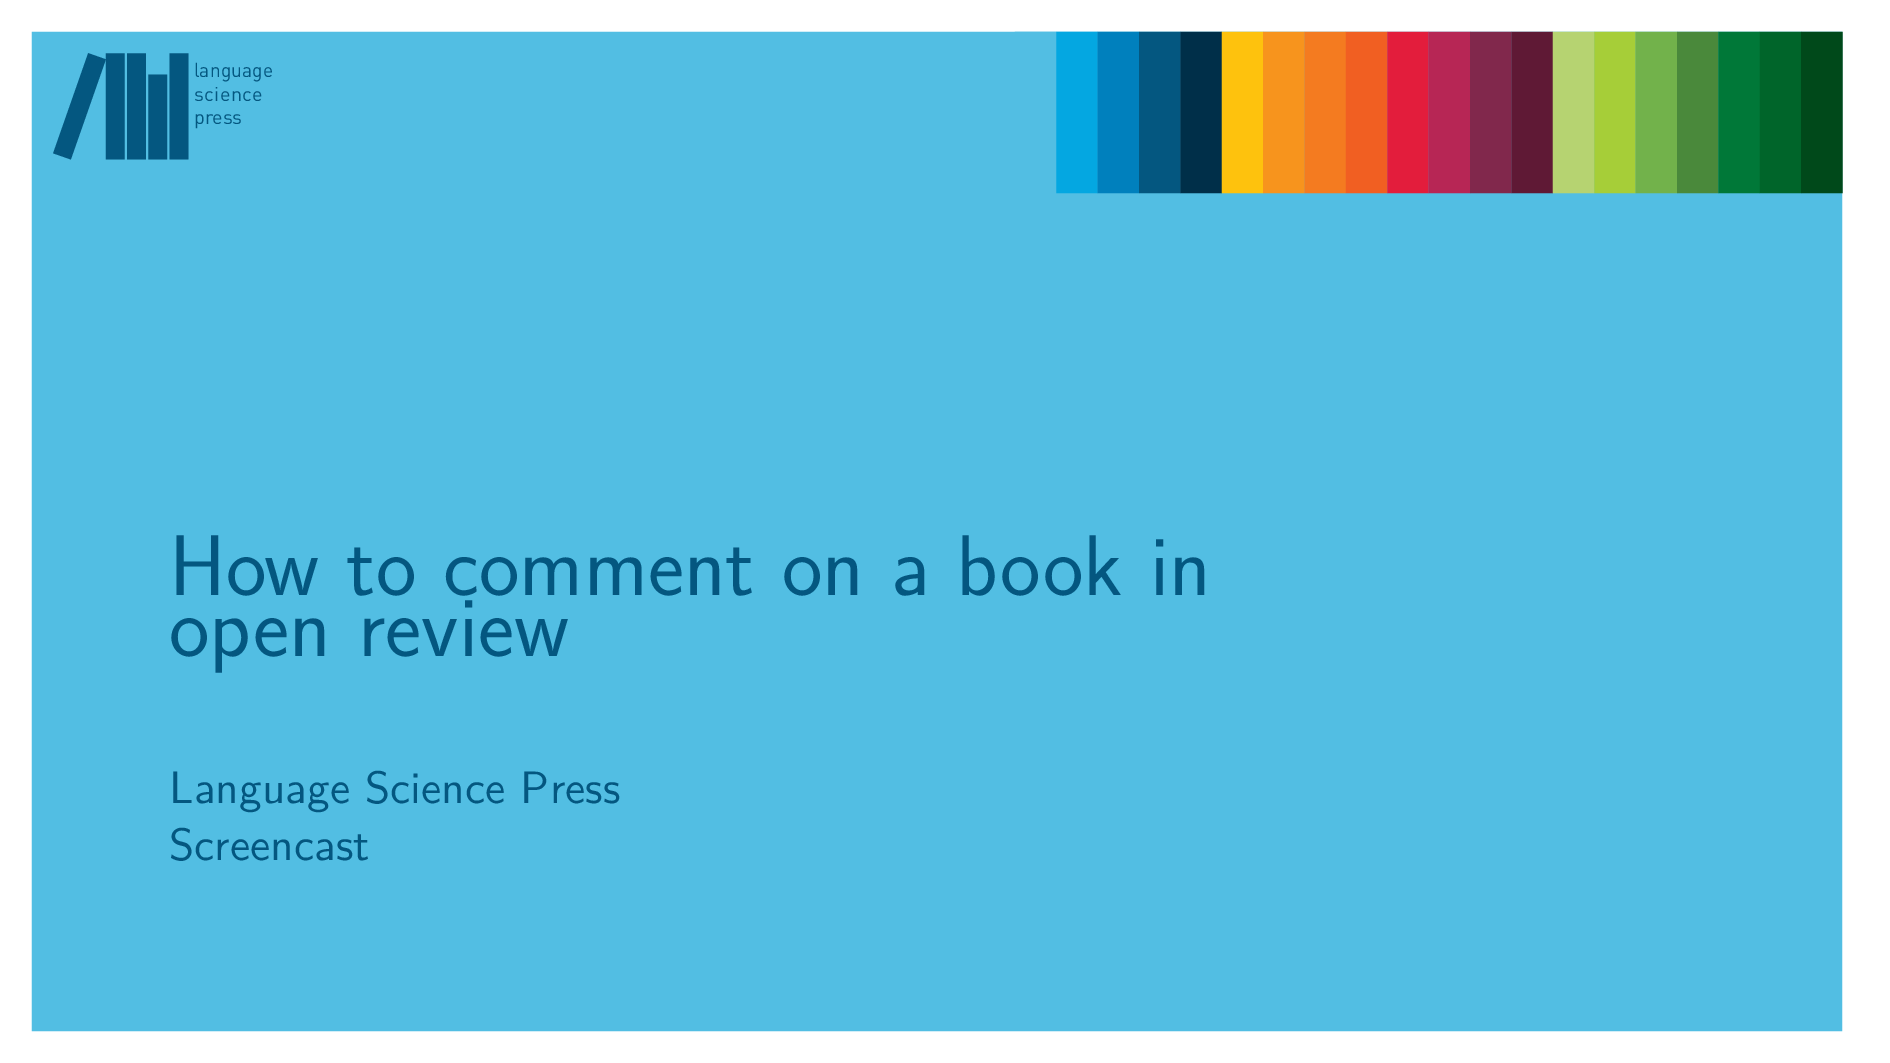 language
science
press
How to comment on a book in
open review
Language Science Press
Screencast